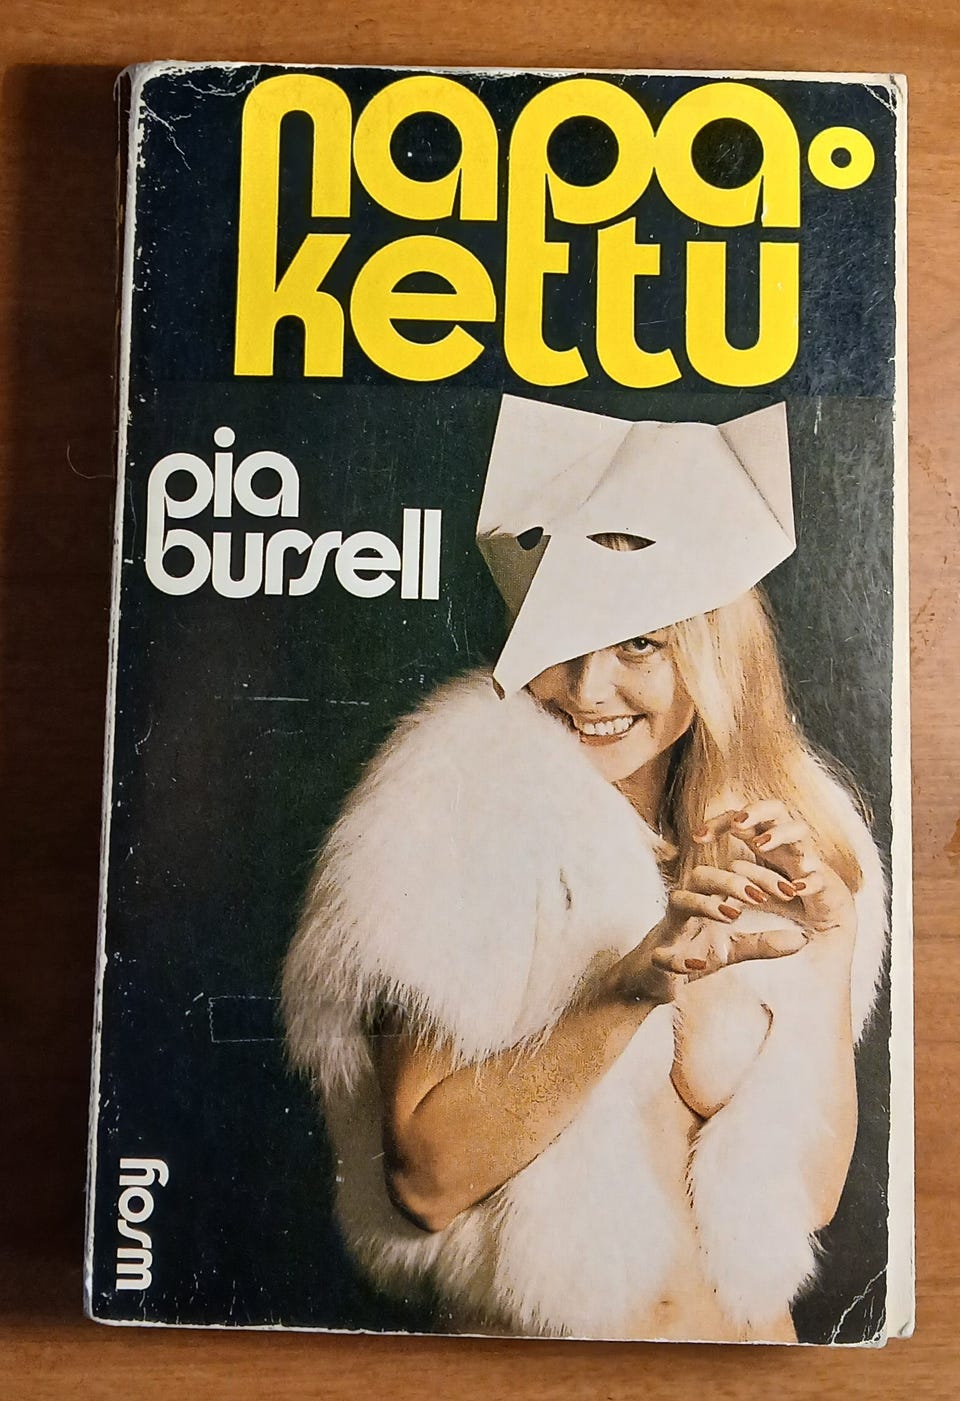 napa-
kettu
pia
bursell
wsoy